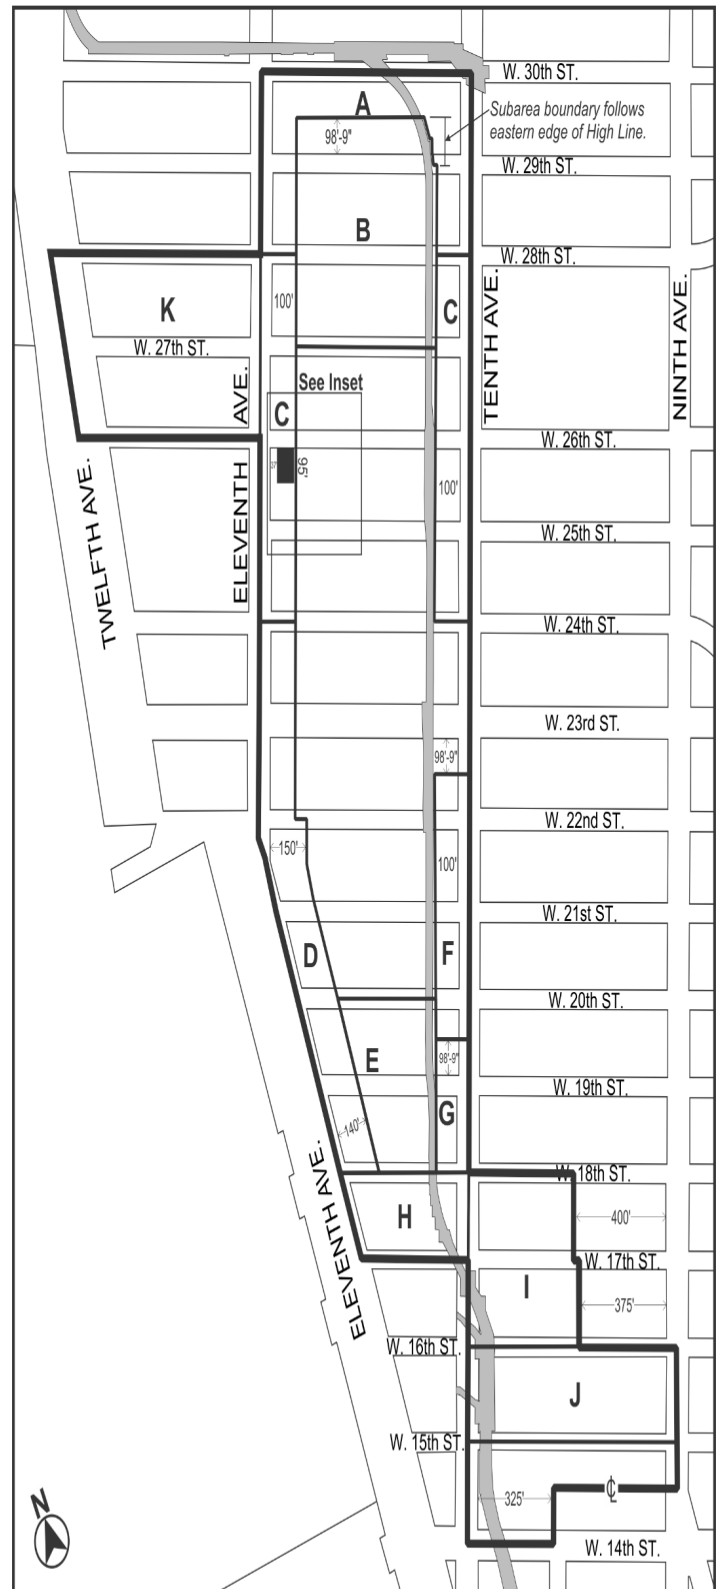 W. 30th ST.
A
Subarea boundary follows
eastern edge of High Line.
98'-9"
W. 29th ST.
B
W. 28th ST.
K
100'
C
TENTH AVE.
NINTH AVE.
W. 27th ST.
See Inset
ELEVENTH AVE.
C
W. 26th ST.
95'
100'
TWELFTH AVE.
W. 25th ST.
W. 24th ST.
W. 23rd ST.
98'-9"
W. 22nd ST.
150'
100'
W. 21st ST.
D
F
W. 20th ST.
E
98'-9"
W. 19th ST.
G
140'
W. 18th ST.
ELEVENTH AVE.
H
400'
W. 17th ST.
I
375'
W. 16th ST.
J
W. 15th ST.
325'
℄
W. 14th ST.
N